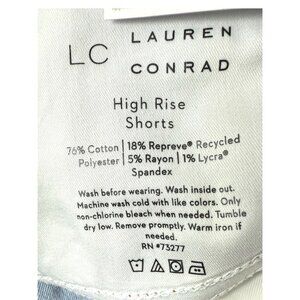 LC LAUREN
CONRAD
High Rise
Shorts
76% Cotton | 18% Repreve® Recycled
Polyester | 5% Rayon | 1% Lycra®
Spandex
Wash before wearing. Wash inside out.
Machine wash cold with like colors. Only
non-chlorine bleach when needed. Tumble
dry low. Remove promptly. Warm iron if
needed.
RN #73277